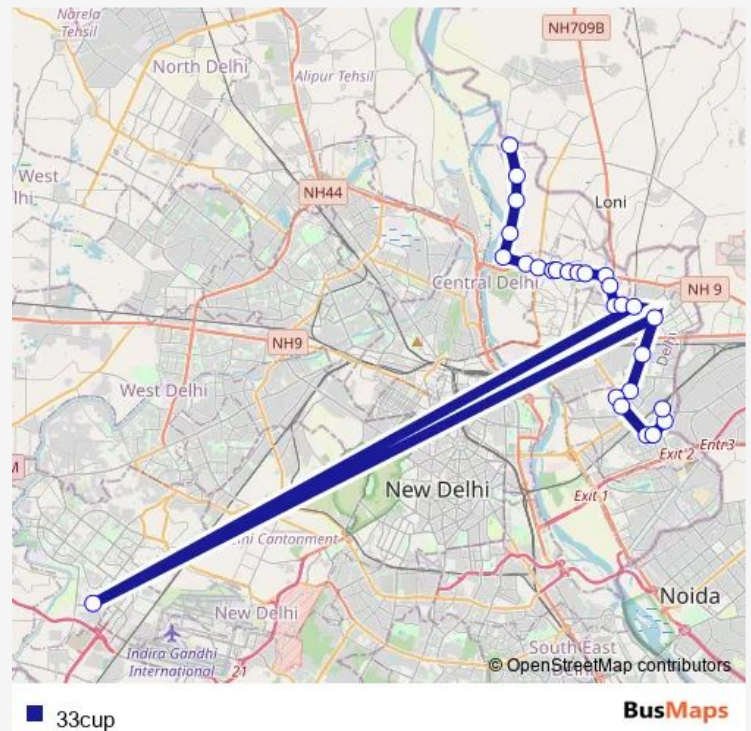 Narela
Tehsil
NH709B
North Delhi
Alipur Tehsil
West
NH44
Loni
Central Delhi
NH 9
NH9
Delhi
West Delhi
Entr3
Exit 2
New Delhi
Exit 1
Cantonment
Noida
New Delhi
Indira Gandhi
International
21
South East
© OpenStreetMap contributors
33cup
BusMaps